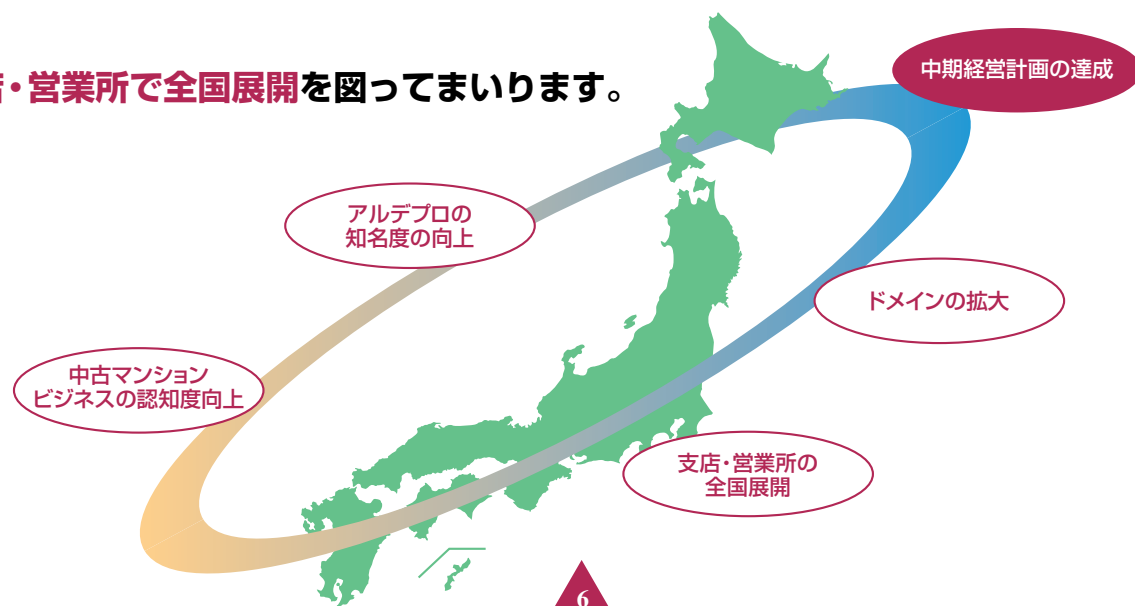 ・営業所で全国展開を図ってまいります。
中期経営計画の達成
アルデプロの
知名度の向上
ドメインの拡大
中古マンション
ビジネスの認知度向上
支店・営業所の
全国展開
6